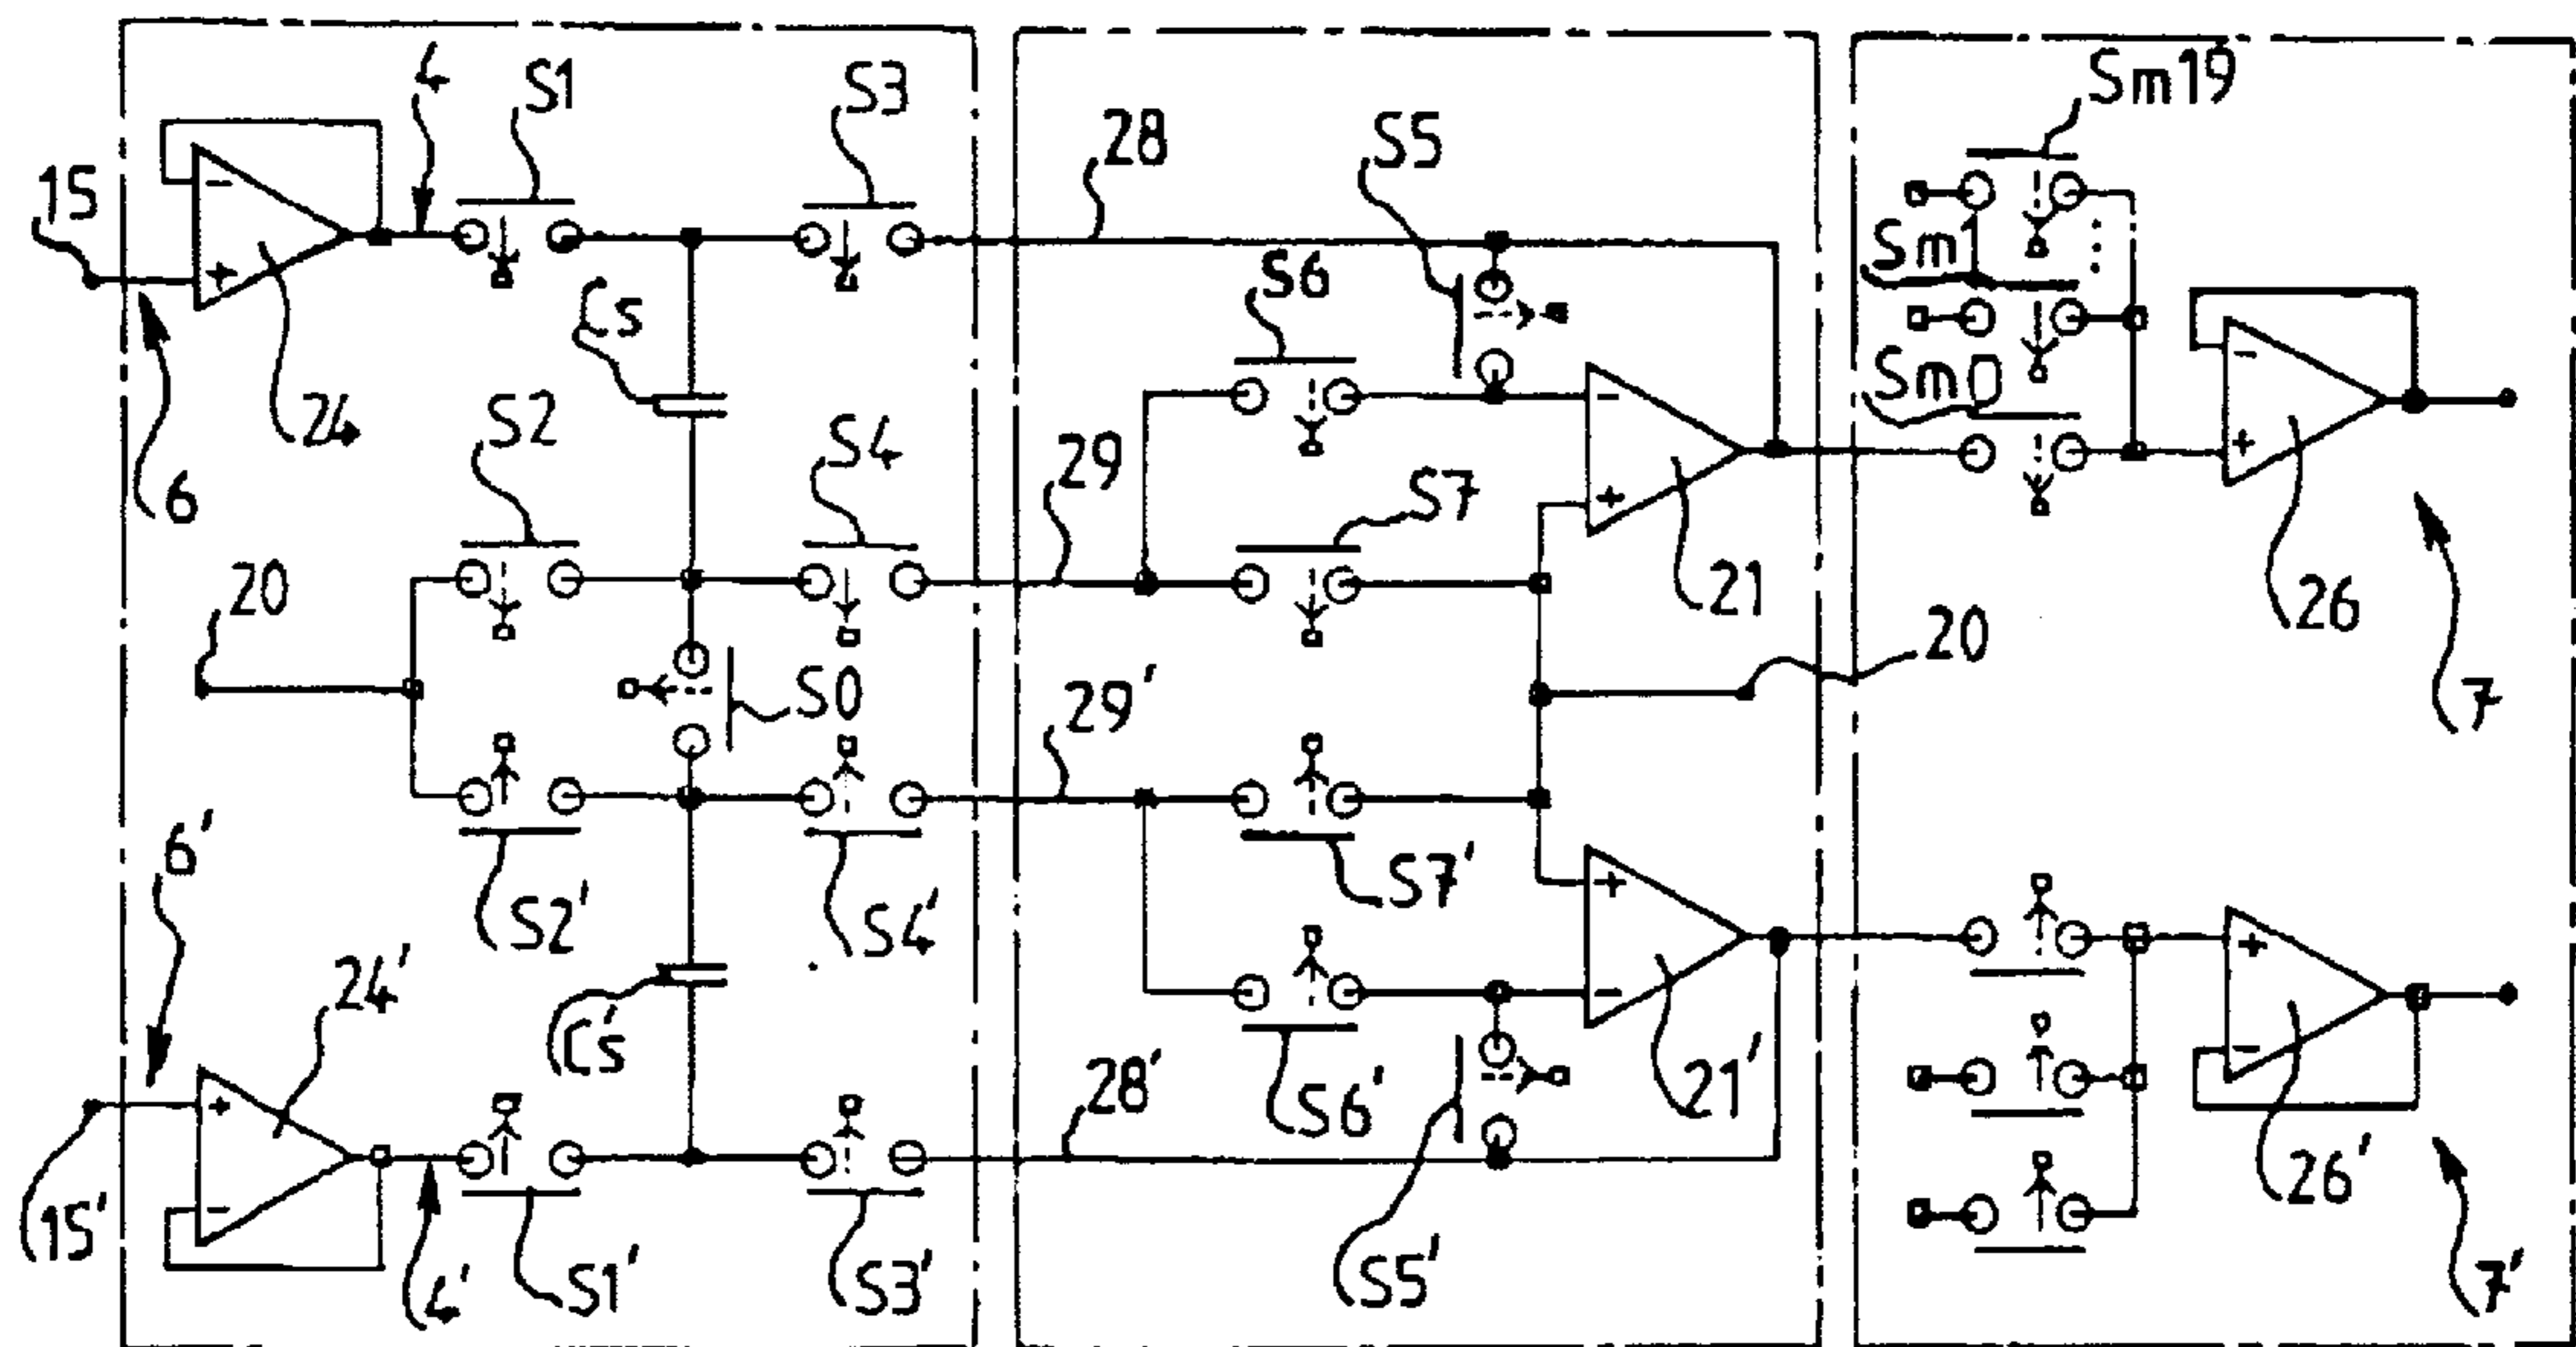 4 S1 S3 Sm19
15 28 S5
Sm1
S6
Cs
Sm0
24 S2 S4 29 S7
6
20 21 26
20
S0 29' 7
6'
S7'
S2' S4'
24'
Cs'
28' 21'
S6'
26'
15' 4' S1' S3' S5' 7'
- + - + - +
+ - + - + -